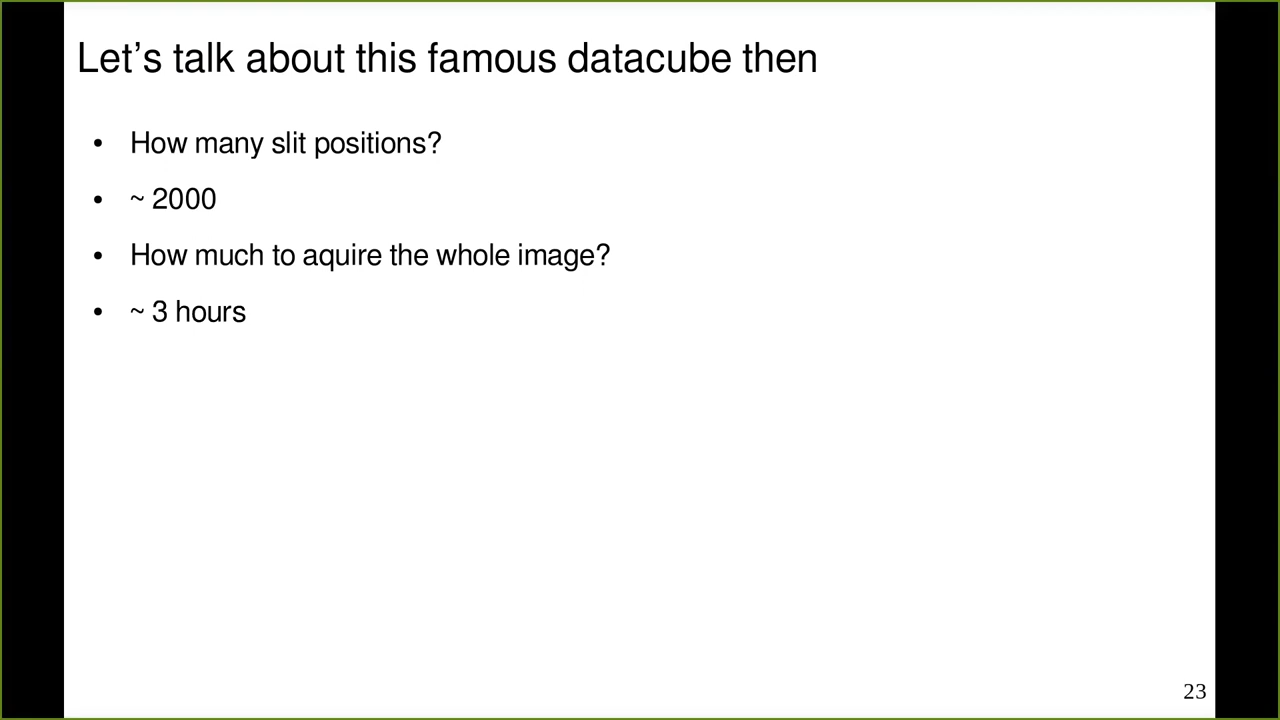 Let’s talk about this famous datacube then
• How many slit positions?
• ~ 2000
• How much to aquire the whole image?
• ~ 3 hours
23